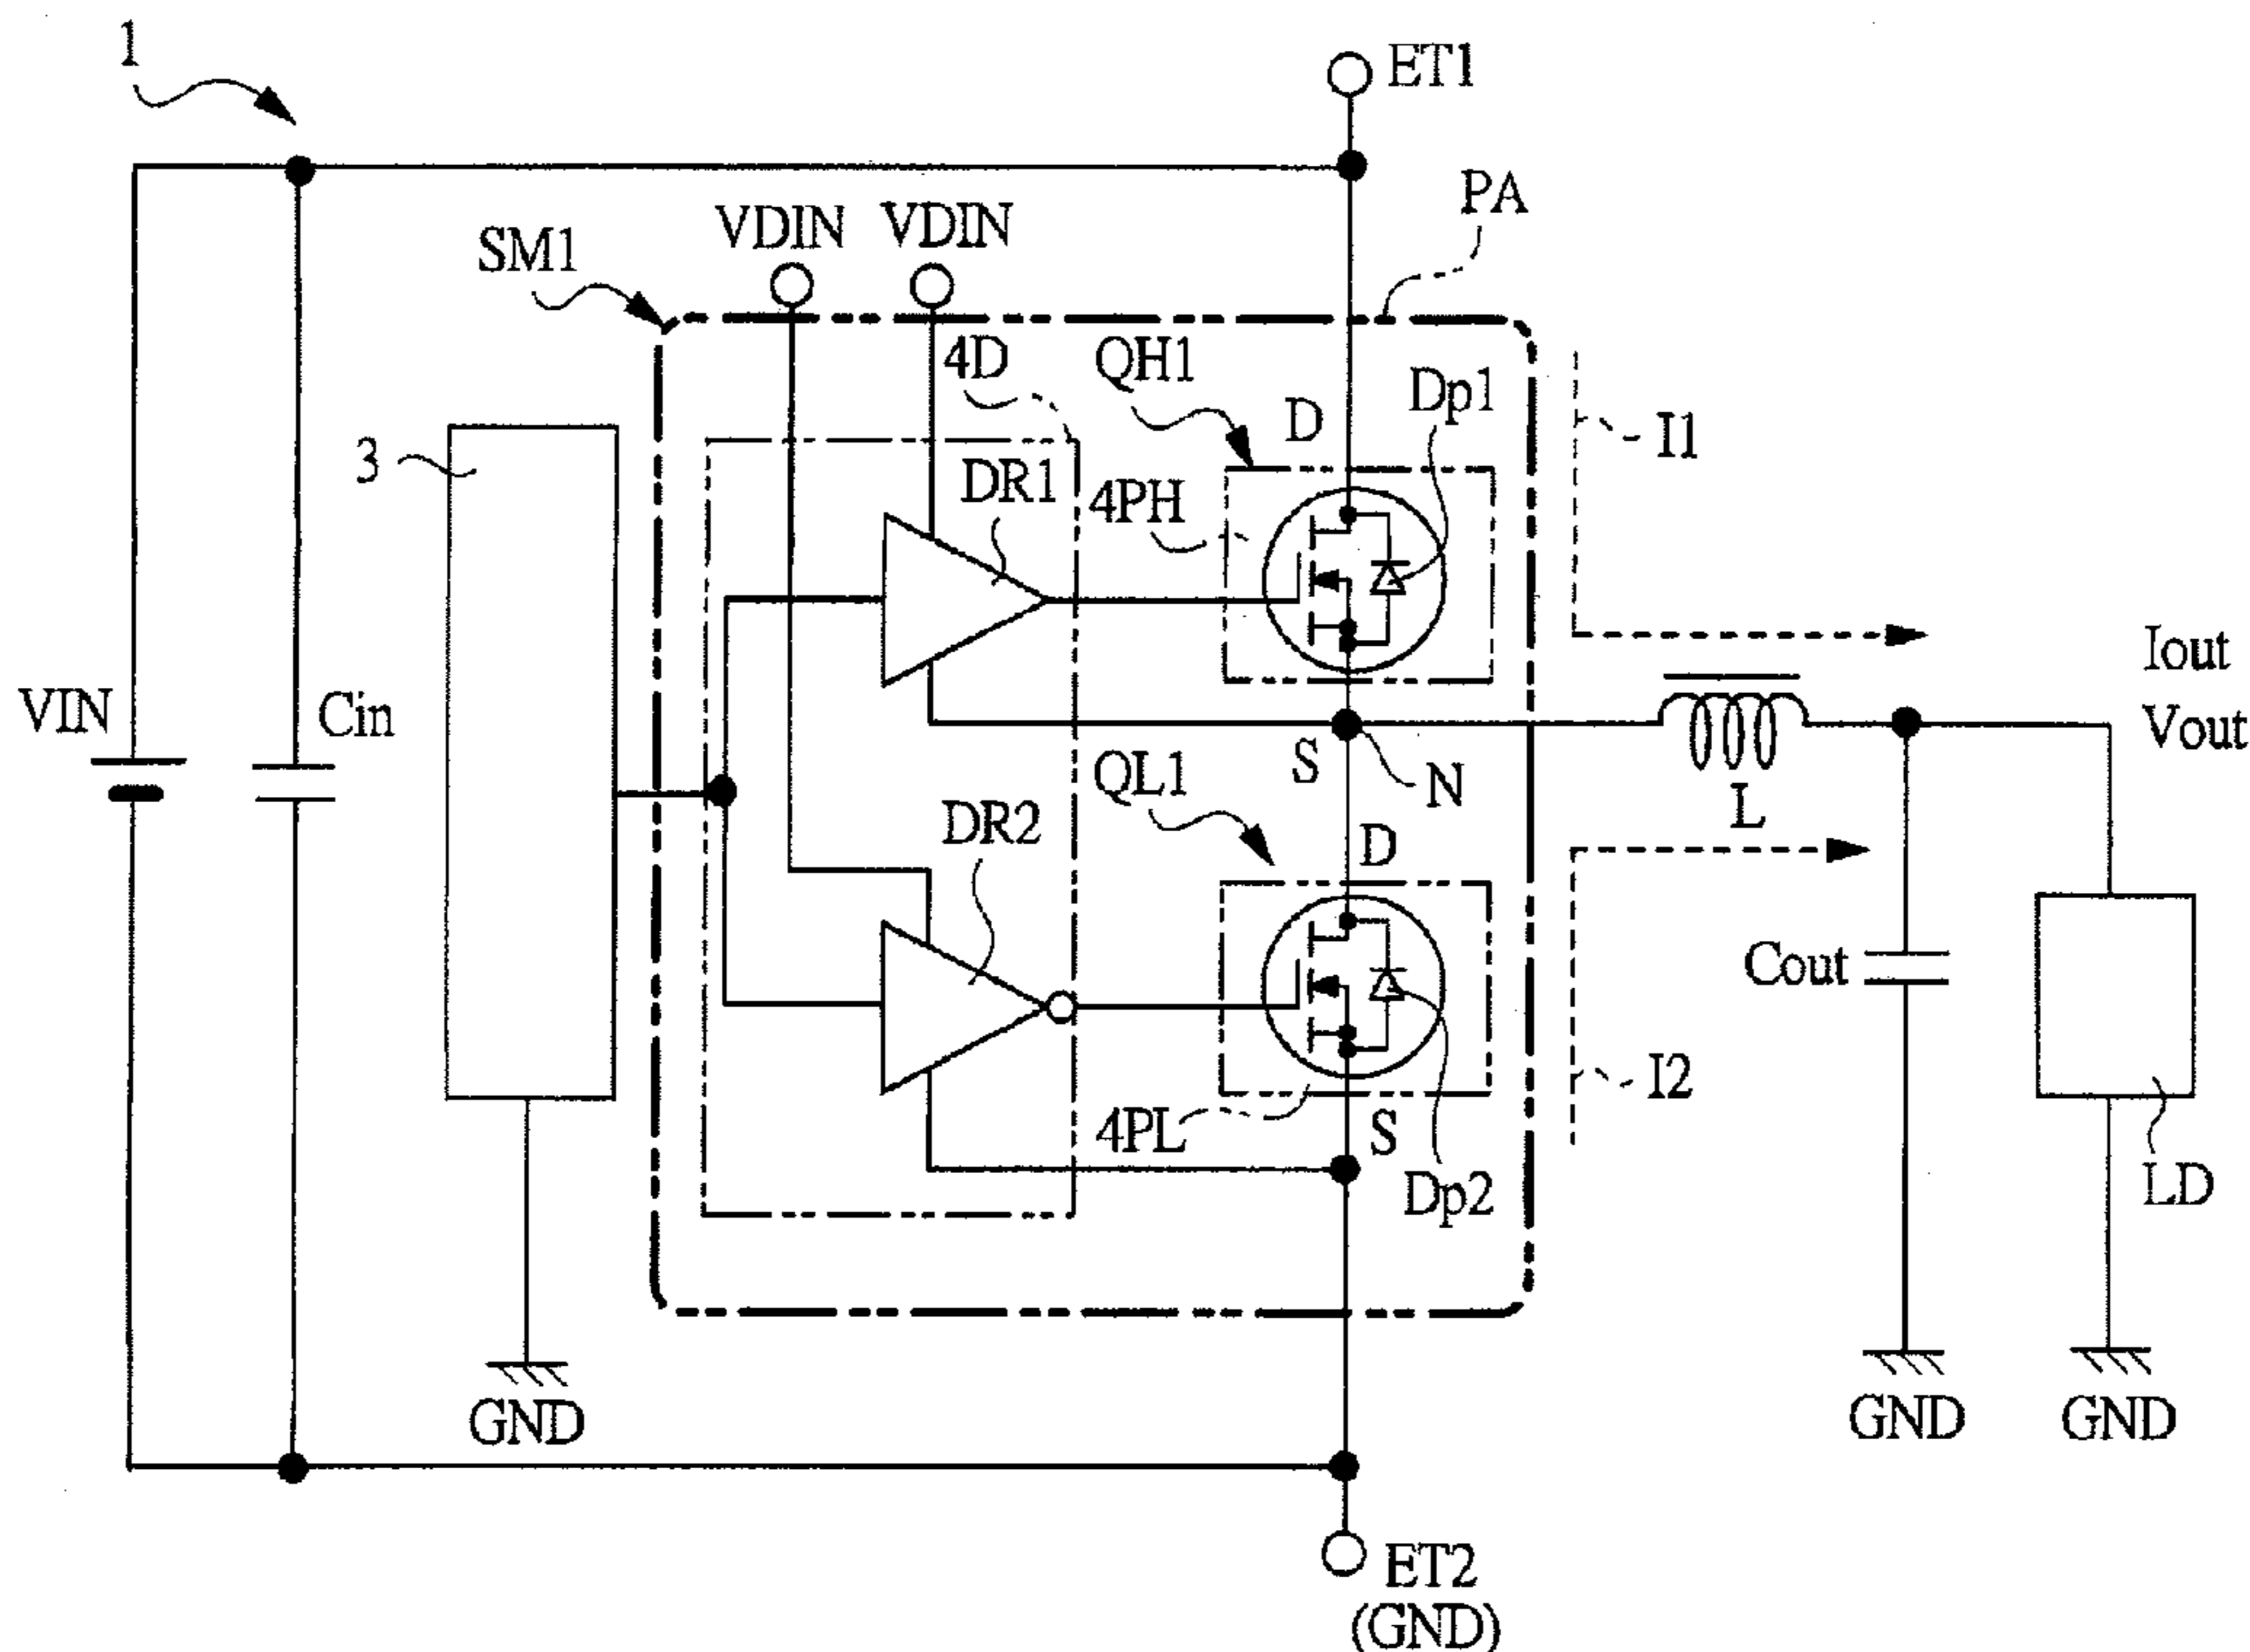 1
ET1
PA
VDIN
VDIN
SM1
4D
QH1
Dp1
D
I1
3
DR1
4PH
Iout
Vout
VIN
Cin
S
N
L
QL1
DR2
D
Cout
I2
4PL
S
Dp2
LD
GND
GND
GND
ET2
(GND)